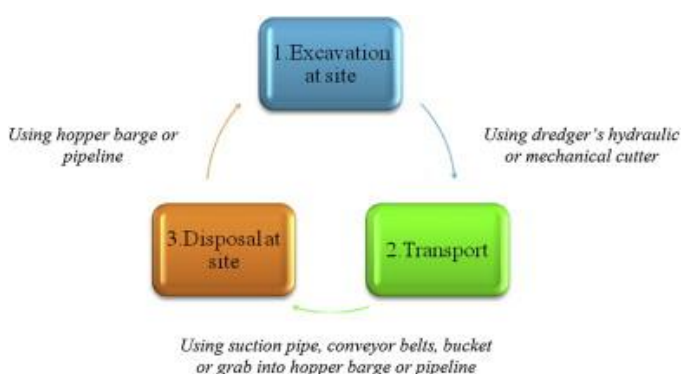 1.Excavation
at site
Using hopper barge or
pipeline
Using dredger's hydraulic
or mechanical cutter
3.Disposal at
site
2.Transport
Using suction pipe, conveyor belts, bucket
or grab into hopper barge or pipeline